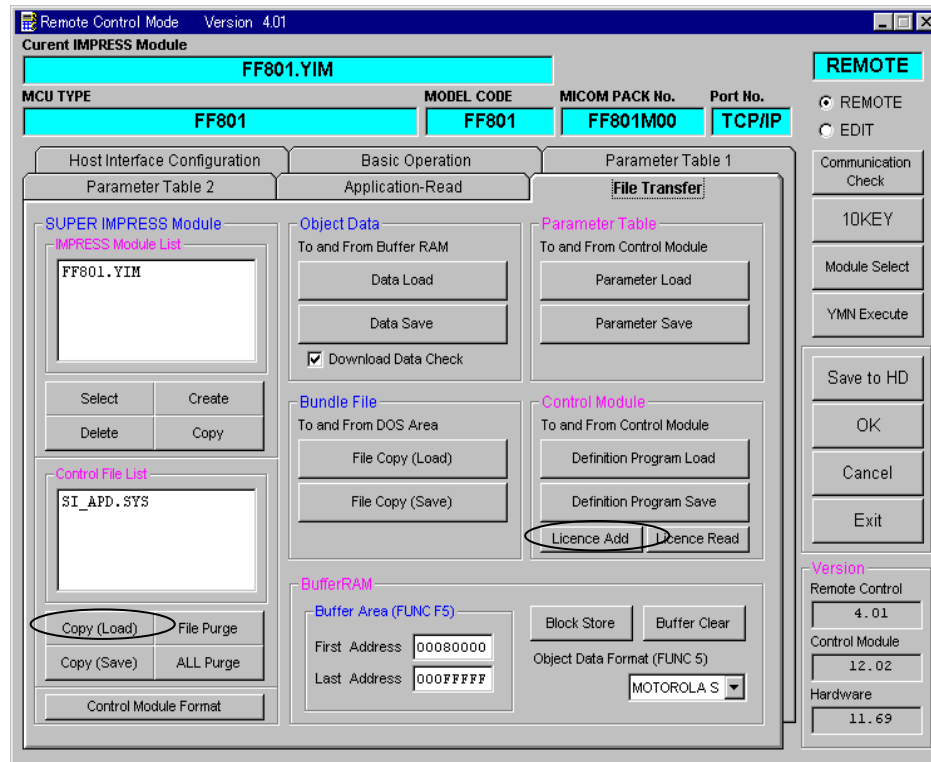 Remote Control Mode Version 4.01
Curent IMPRESS Module
FF801.YIM
MCU TYPE
MODEL CODE
MICOM PACK No.
Port No.
FF801
FF801
FF801M00
TCP/IP
REMOTE
REMOTE
EDIT
Host Interface Configuration
Basic Operation
Parameter Table 1
Parameter Table 2
Application-Read
File Transfer
SUPER IMPRESS Module
IMPRESS Module List
FF801.YIM
Select
Create
Delete
Copy
Control File List
SI_APD.SYS
Copy (Load)
File Purge
Copy (Save)
ALL Purge
Control Module Format
Object Data
To and From Buffer RAM
Data Load
Data Save
Download Data Check
Bundle File
To and From DOS Area
File Copy (Load)
File Copy (Save)
Parameter Table
To and From Control Module
Parameter Load
Parameter Save
Control Module
To and From Control Module
Definition Program Load
Definition Program Save
Licence Add
Licence Read
BufferRAM
Buffer Area (FUNC F5)
First Address 00080000
Last Address 000FFFFF
Block Store
Buffer Clear
Object Data Format (FUNC 5)
MOTOROLA S
Communication
Check
10KEY
Module Select
YMN Execute
Save to HD
OK
Cancel
Exit
Version
Remote Control
4.01
Control Module
12.02
Hardware
11.69